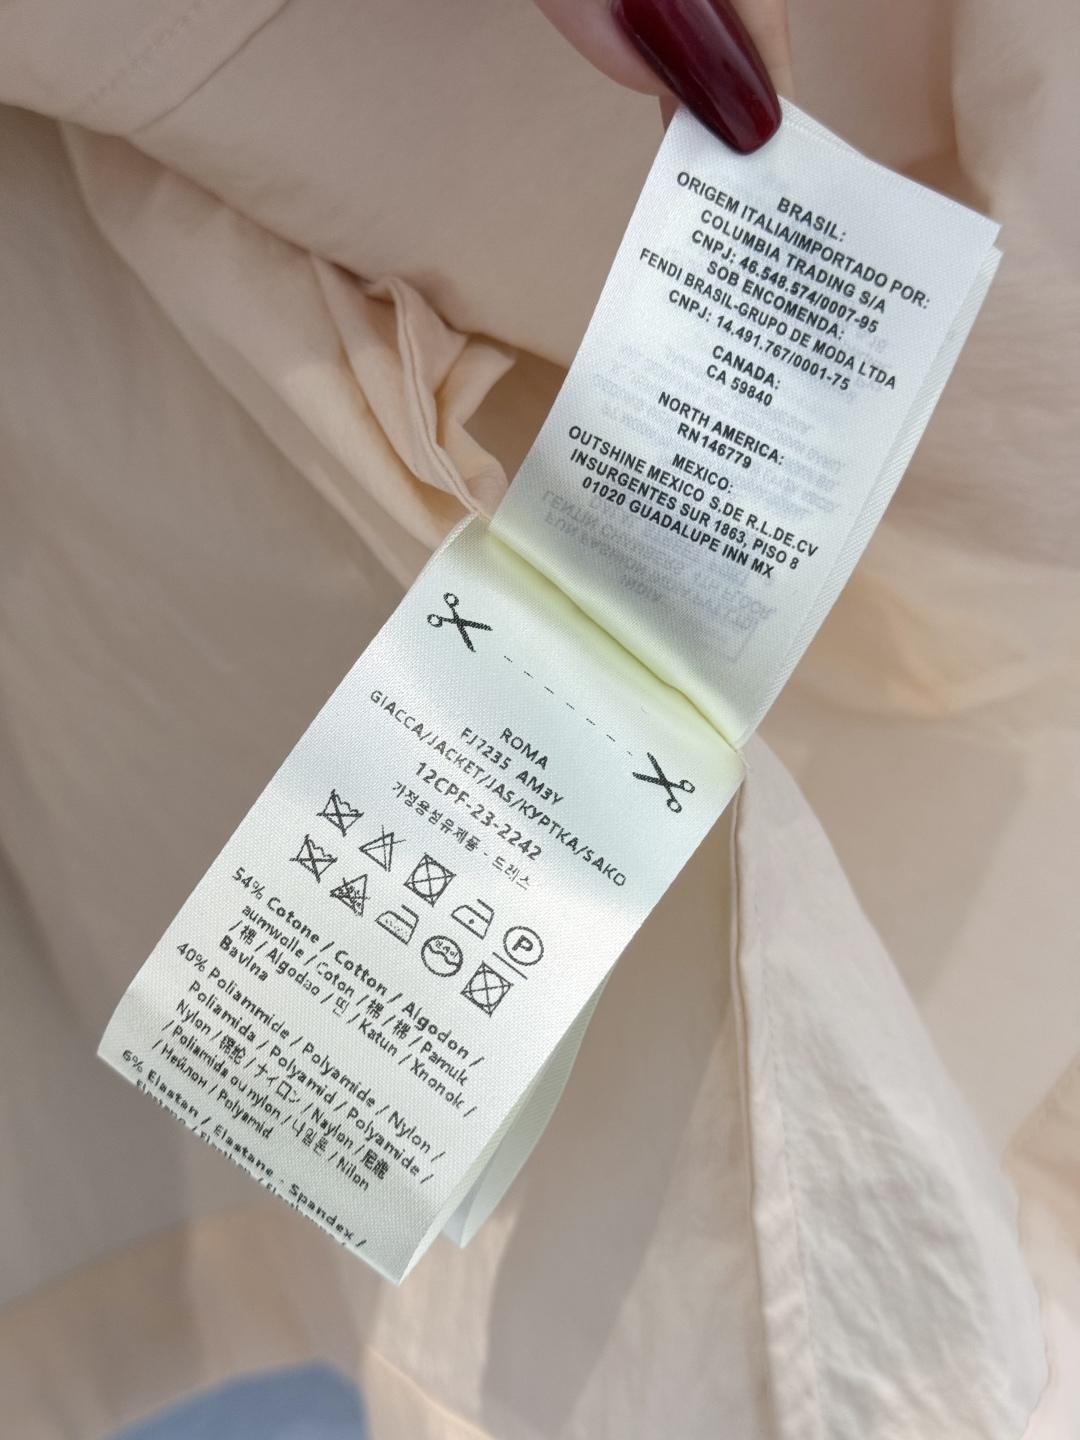 BRASIL:
ORIGEM ITALIA/IMPORTADO POR:
COLUMBIA TRADING S/A
CNPJ: 46.548.574/0007-95
SOB ENCOMENDA:
FENDI BRASIL-GRUPO DE MODA LTDA
CNPJ: 14.491.767/0001-75
CANADA:
CA 59840
NORTH AMERICA:
RN146779
MEXICO:
OUTSHINE MEXICO S.DE R.L.DE.CV
INSURGENTES SUR 1863, PISO 8
01020 GUADALUPE INN MX
ROMA
FJ7235 AM3Y
GIACCA/JACKET/JAS/КУРТКА/SAKO
12CPF-23-2242
가정용섬유제품 - 드레스
P
54% Cotone / Cotton / Algodon /
aumwolle / Coton / 棉 / 棉 / Pamuk
/ 棉 / Algodao / 면 / Katun / Хлопок /
Bavlna
40% Poliammide / Polyamide / Nylon /
Poliamida / Polyamid / Polyamide /
Nylon / 锦纶 / ナイロン / Naylon / 尼龍
/ Poliamida ou nylon / 나일론 / Nilon
/ Нейлон / Polyamid
6% Elastan / Elastane - Spandex /